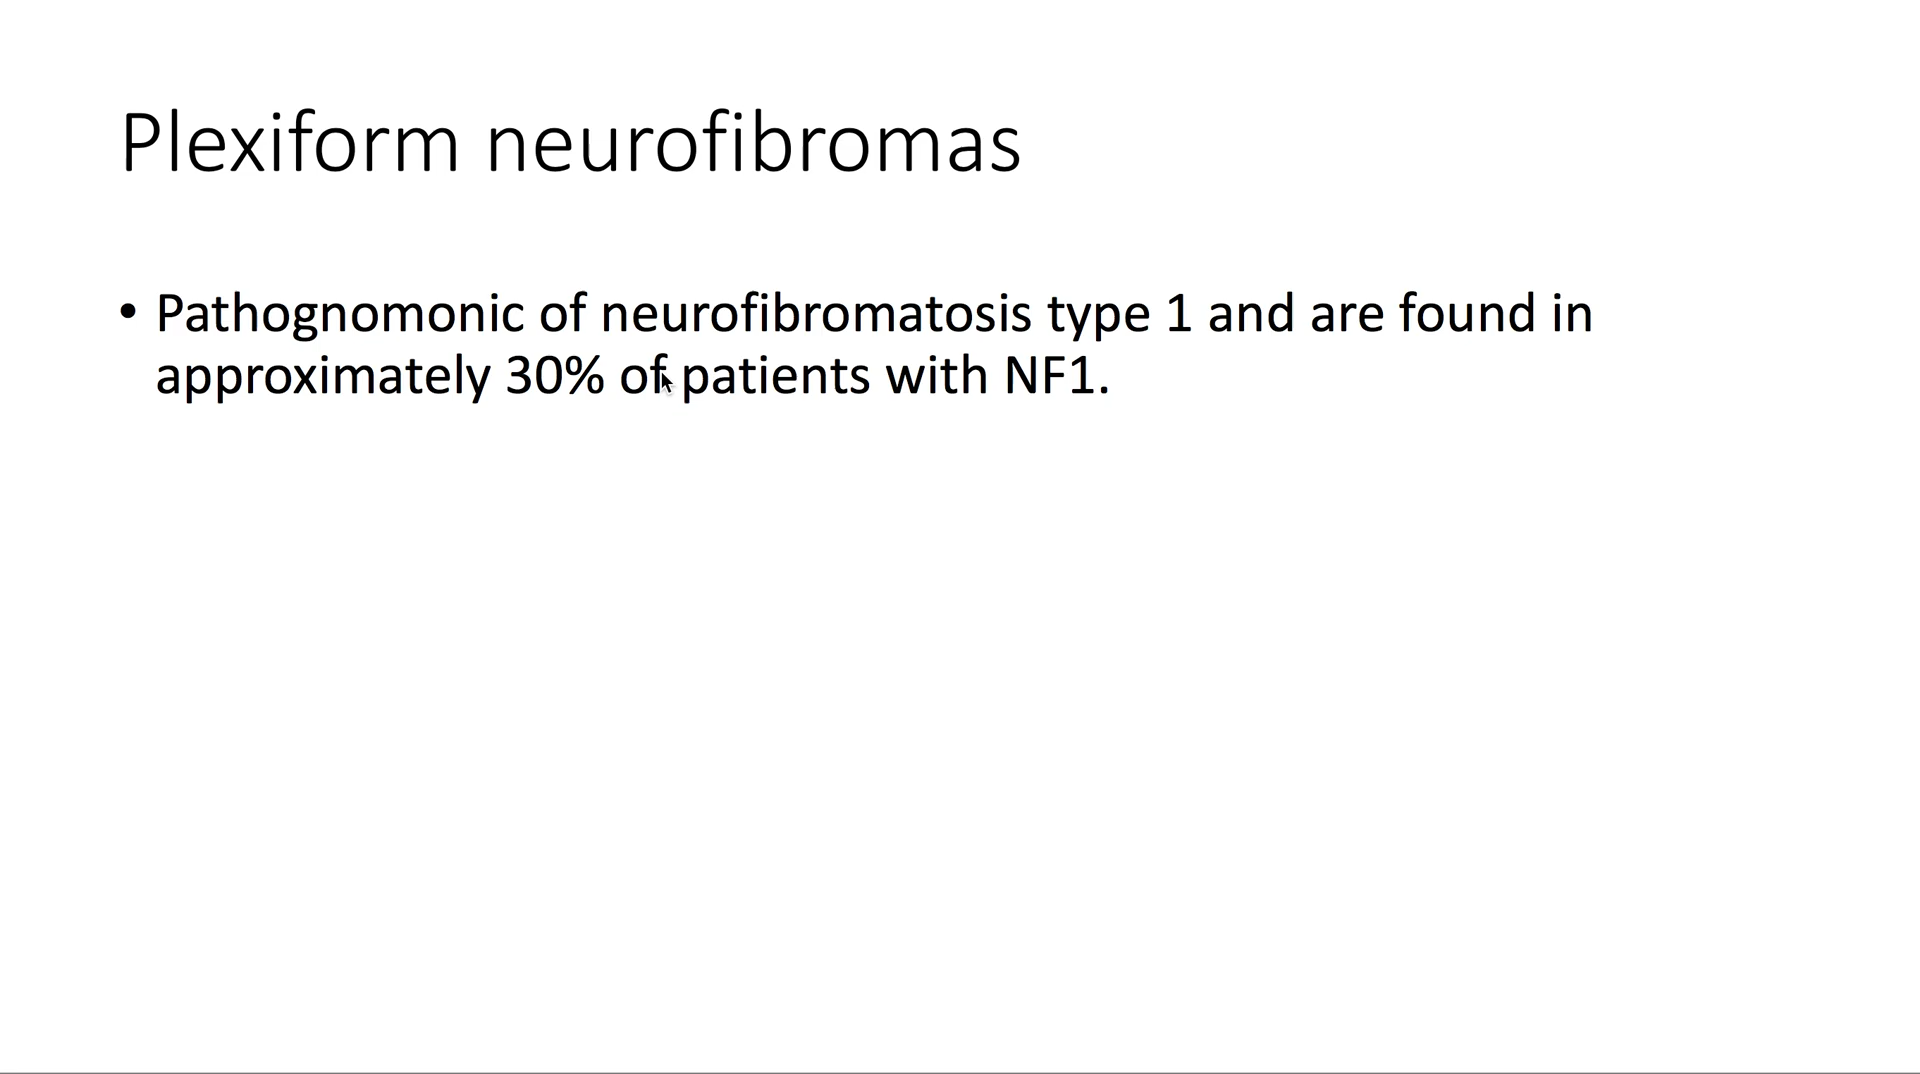 Plexiform neurofibromas
• Pathognomonic of neurofibromatosis type 1 and are found in
approximately 30% of patients with NF1.